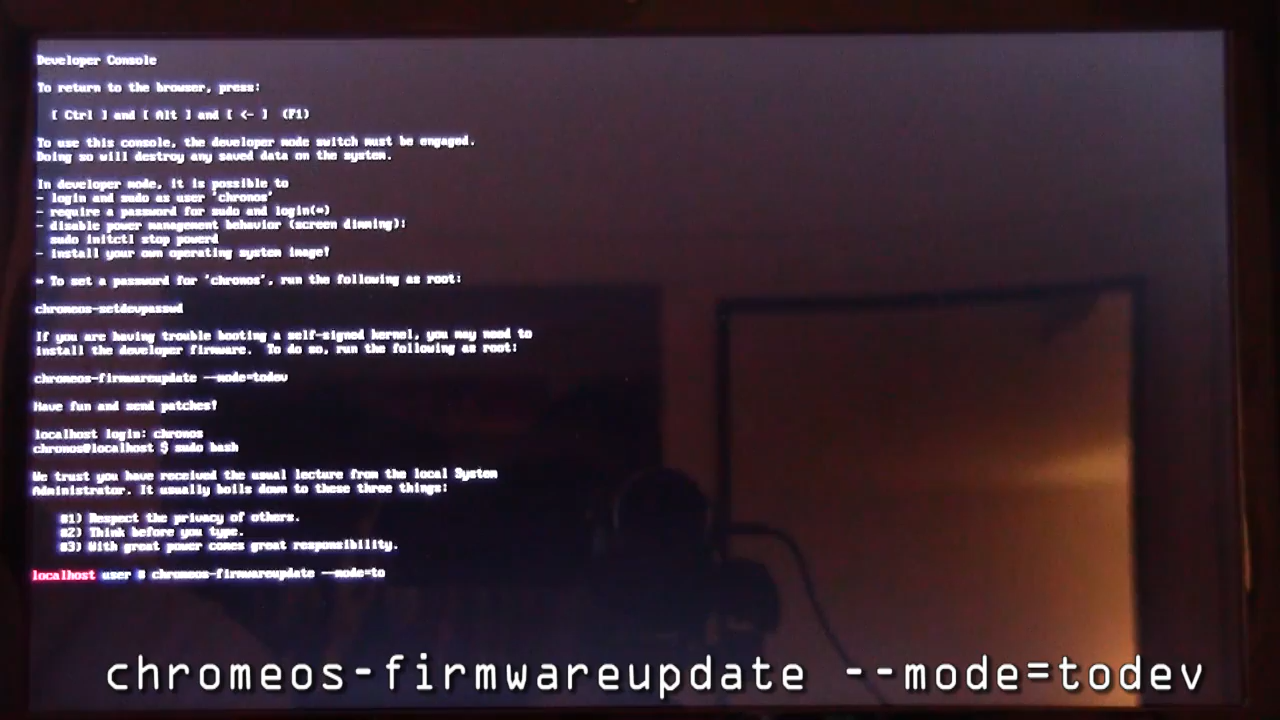 Developer Console
To return to the browser, press:
[ Ctrl ] and [ Alt ] and [ <- ] (F1)
To use this console, the developer mode switch must be engaged.
Doing so will destroy any saved data on the system.
In developer mode, it is possible to
- login and sudo as user 'chronos'
- require a password for sudo and login(*)
- disable power management behavior (screen dimming):
sudo initctl stop powerd
- install your own operating system image!
* To set a password for 'chronos', run the following as root:
chromeos-setdevpasswd
If you are having trouble booting a self-signed kernel, you may need to
install the developer firmware. To do so, run the following as root:
chromeos-firmwareupdate --mode=todev
Have fun and send patches!
localhost login: chronos
chronos@localhost $ sudo bash
We trust you have received the usual lecture from the local System
Administrator. It usually boils down to these three things:
#1) Respect the privacy of others.
#2) Think before you type.
#3) With great power comes great responsibility.
localhost user # chromeos-firmwareupdate --mode=to
chromeos-firmwareupdate --mode=todev